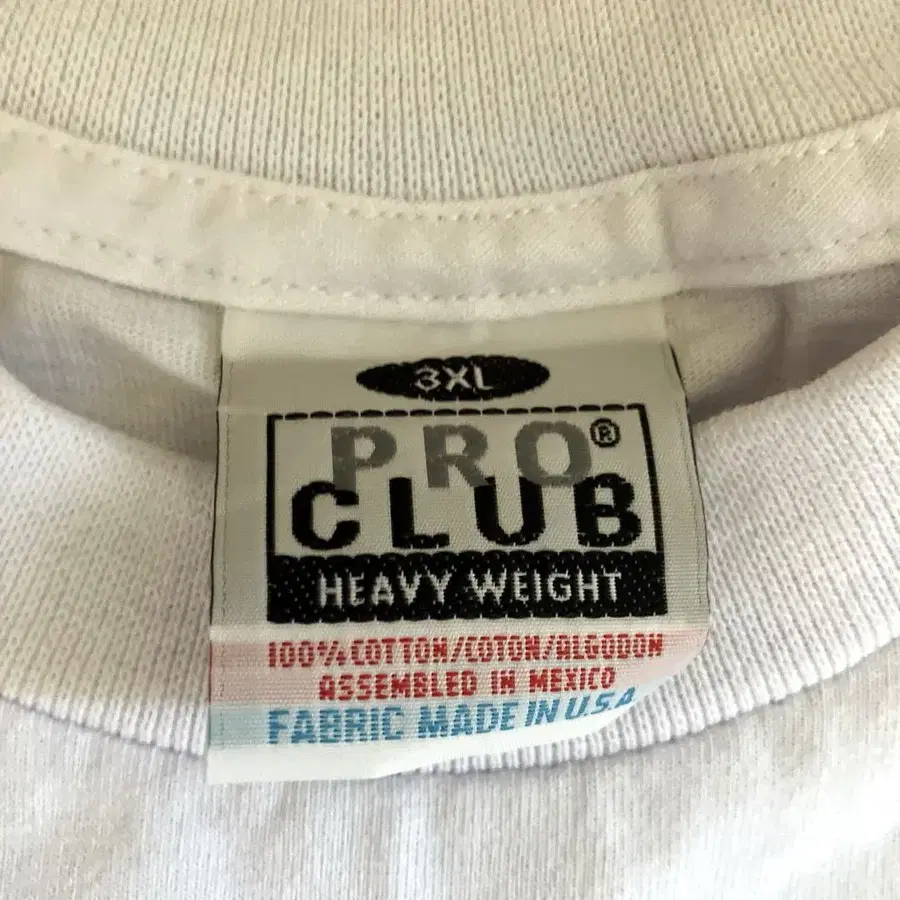 3XL
PRO®
CLUB
HEAVY WEIGHT
100% COTTON/COTON/ALGODON
ASSEMBLED IN MEXICO
FABRIC MADE IN U.S.A